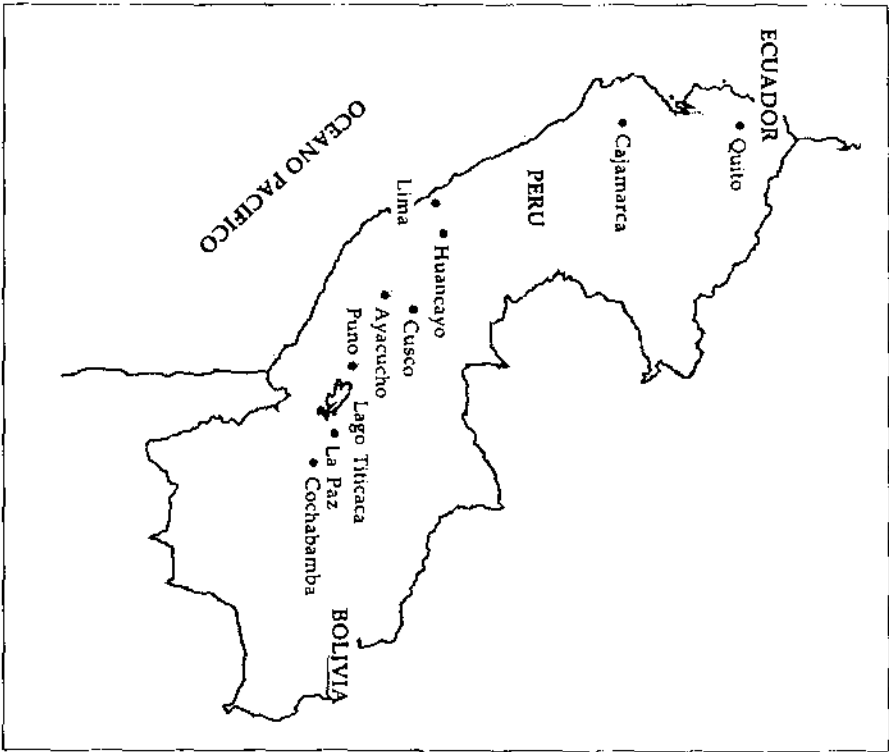 ECUADOR
Quito
Cajamarca
PERU
OCEANO PACIFICO
Lima
Huancayo
Cusco
Ayacucho
Puno
Lago Titicaca
La Paz
Cochabamba
BOLIVIA